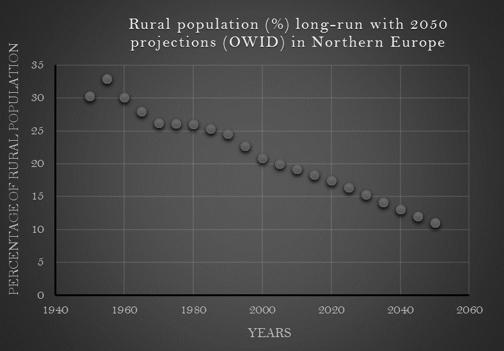 Rural population (%) long-run with 2050
projections (OWID) in Northern Europe
PERCENTAGE OF RURAL POPULATION
35
30
25
20
15
10
5
0
1940 1960 1980 2000 2020 2040 2060
YEARS